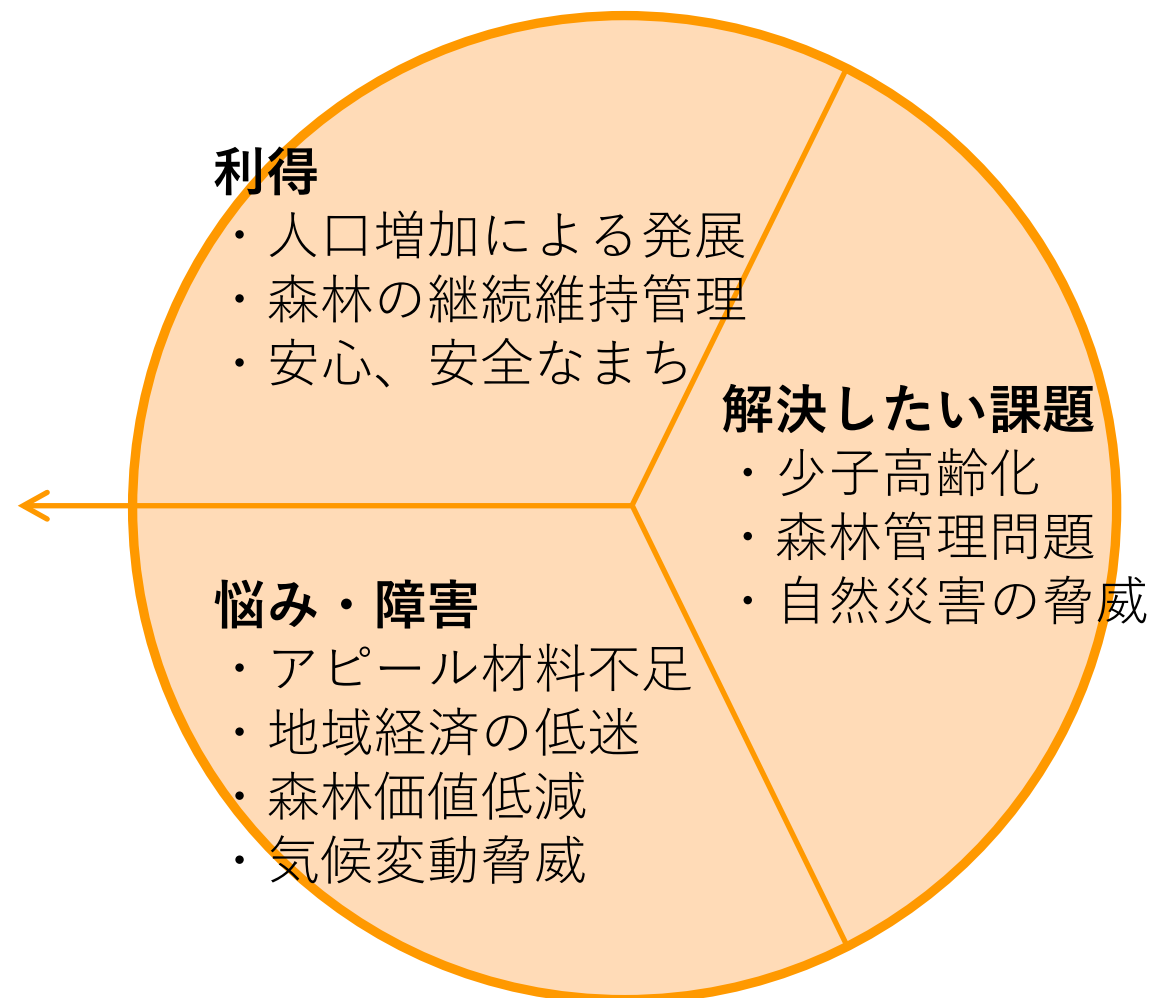 利得
・人口増加による発展
・森林の継続維持管理
・安心、安全なまち
解決したい課題
・少子高齢化
・森林管理問題
・自然災害の脅威
悩み・障害
・アピール材料不足
・地域経済の低迷
・森林価値低減
・気候変動脅威